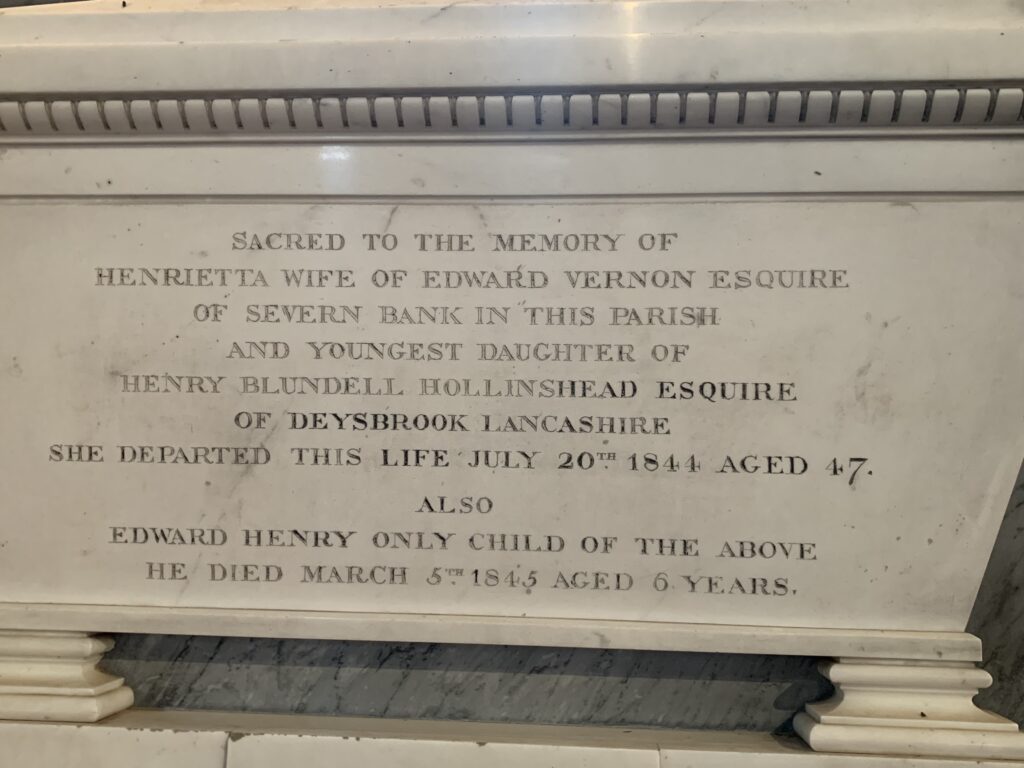 SACRED TO THE MEMORY OF
HENRIETTA WIFE OF EDWARD VERNON ESQUIRE
OF SEVERN BANK IN THIS PARISH
AND YOUNGEST DAUGHTER OF
HENRY BLUNDELL HOLLINSHEAD ESQUIRE
OF DEYSBROOK LANCASHIRE
SHE DEPARTED THIS LIFE JULY 20TH 1844 AGED 47.
ALSO
EDWARD HENRY ONLY CHILD OF THE ABOVE
HE DIED MARCH 5TH 1845 AGED 6 YEARS.